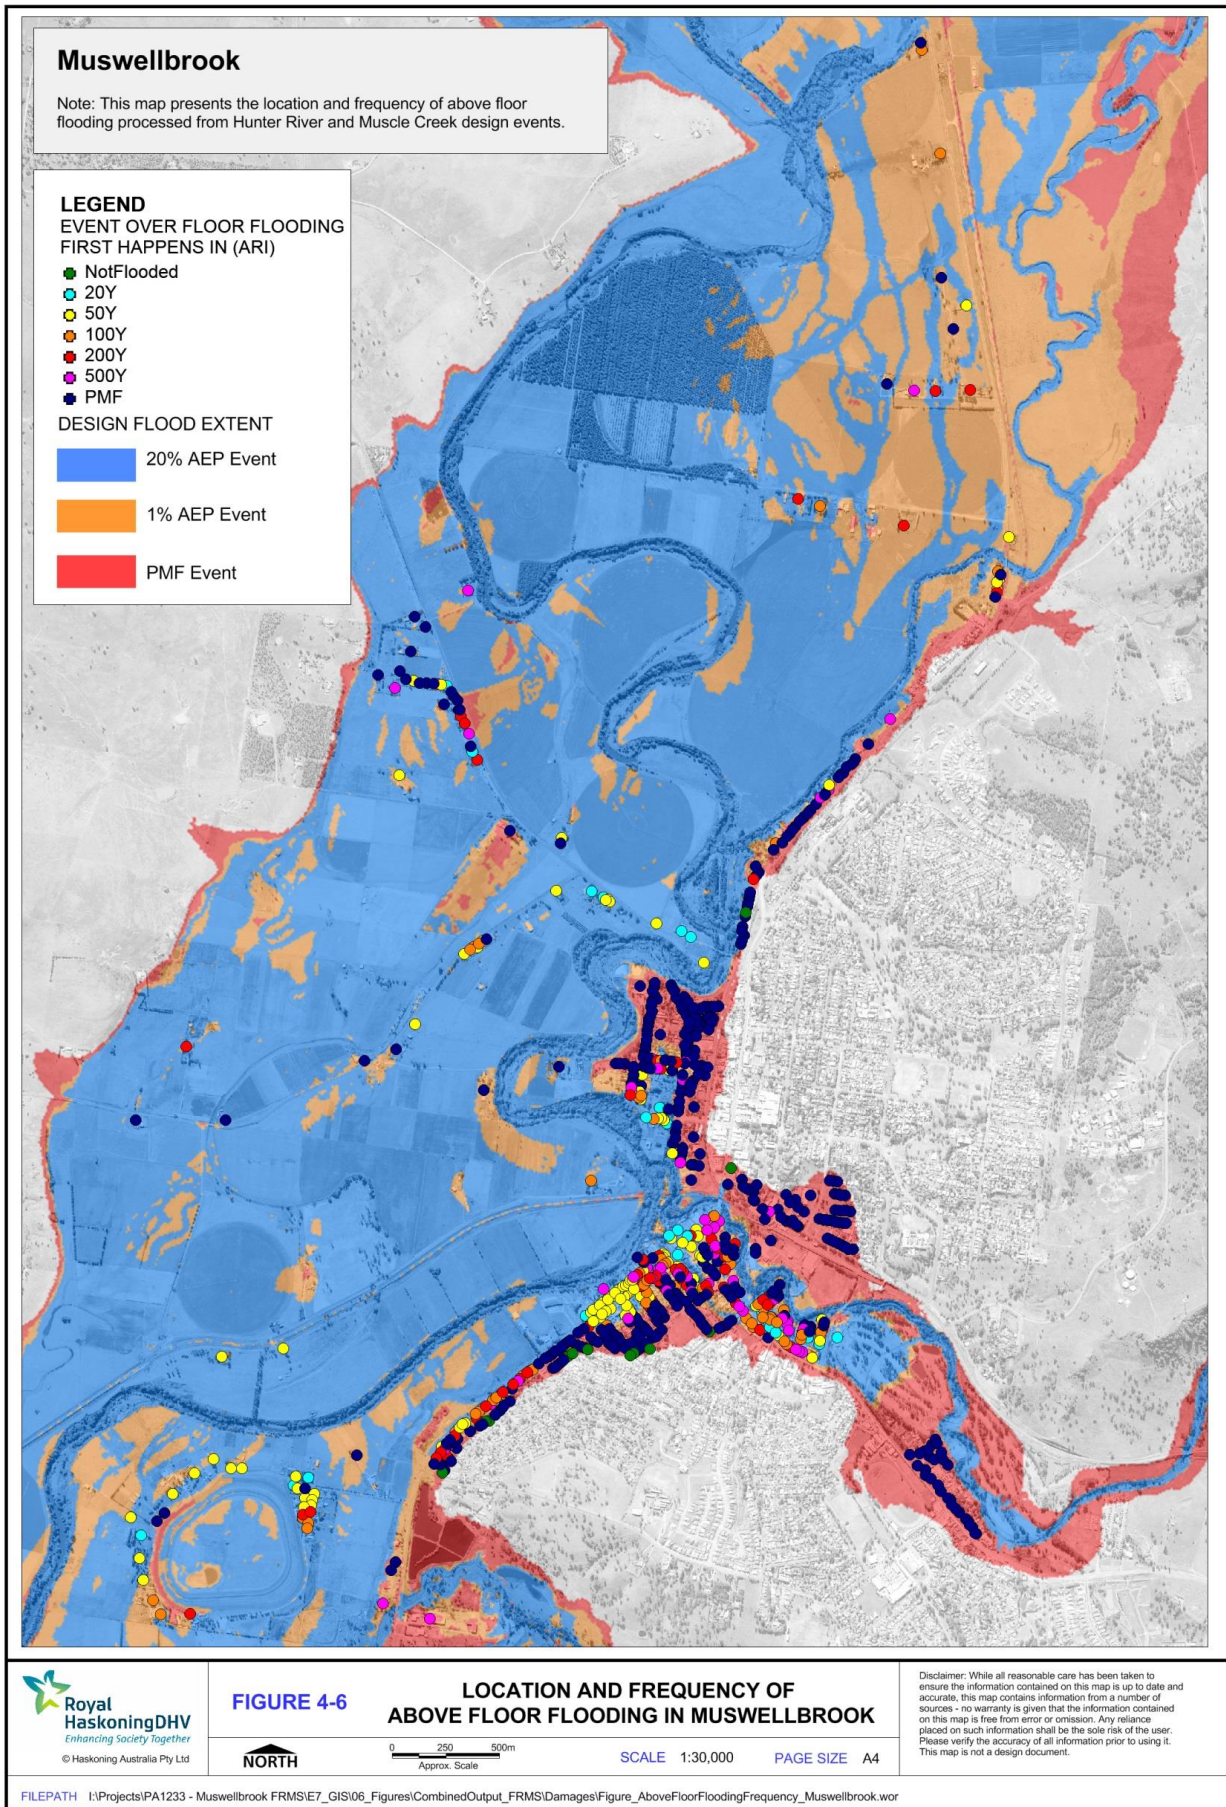 Muswellbrook
Note: This map presents the location and frequency of above floor
flooding processed from Hunter River and Muscle Creek design events.
LEGEND
EVENT OVER FLOOR FLOODING
FIRST HAPPENS IN (ARI)
NotFlooded
20Y
50Y
100Y
200Y
500Y
PMF
DESIGN FLOOD EXTENT
20% AEP Event
1% AEP Event
PMF Event
Royal
HaskoningDHV
Enhancing Society Together
© Haskoning Australia Pty Ltd
FIGURE 4-6
NORTH
LOCATION AND FREQUENCY OF
ABOVE FLOOR FLOODING IN MUSWELLBROOK
0 250 500m
Approx. Scale
SCALE 1:30,000
PAGE SIZE A4
Disclaimer: While all reasonable care has been taken to
ensure the information contained on this map is up to date and
accurate, this map contains information from a number of
sources - no warranty is given that the information contained
on this map is free from error or omission. Any reliance
placed on such information shall be the sole risk of the user.
Please verify the accuracy of all information prior to using it.
This map is not a design document.
FILEPATH I:\Projects\PA1233 - Muswellbrook FRMS\E7_GIS\06_Figures\CombinedOutput_FRMS\Damages\Figure_AboveFloorFloodingFrequency_Muswellbrook.wor